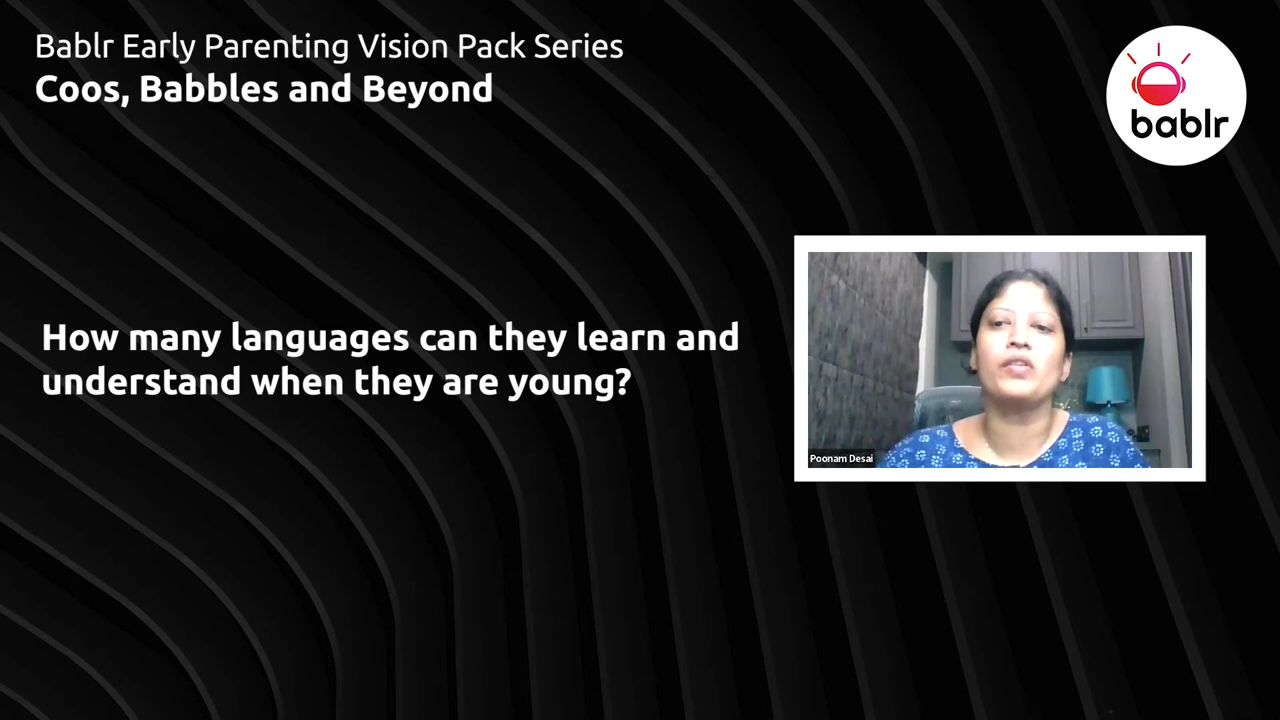 Bablr Early Parenting Vision Pack Series
Coos, Babbles and Beyond
bablr
How many languages can they learn and
understand when they are young?
Poonam Desai